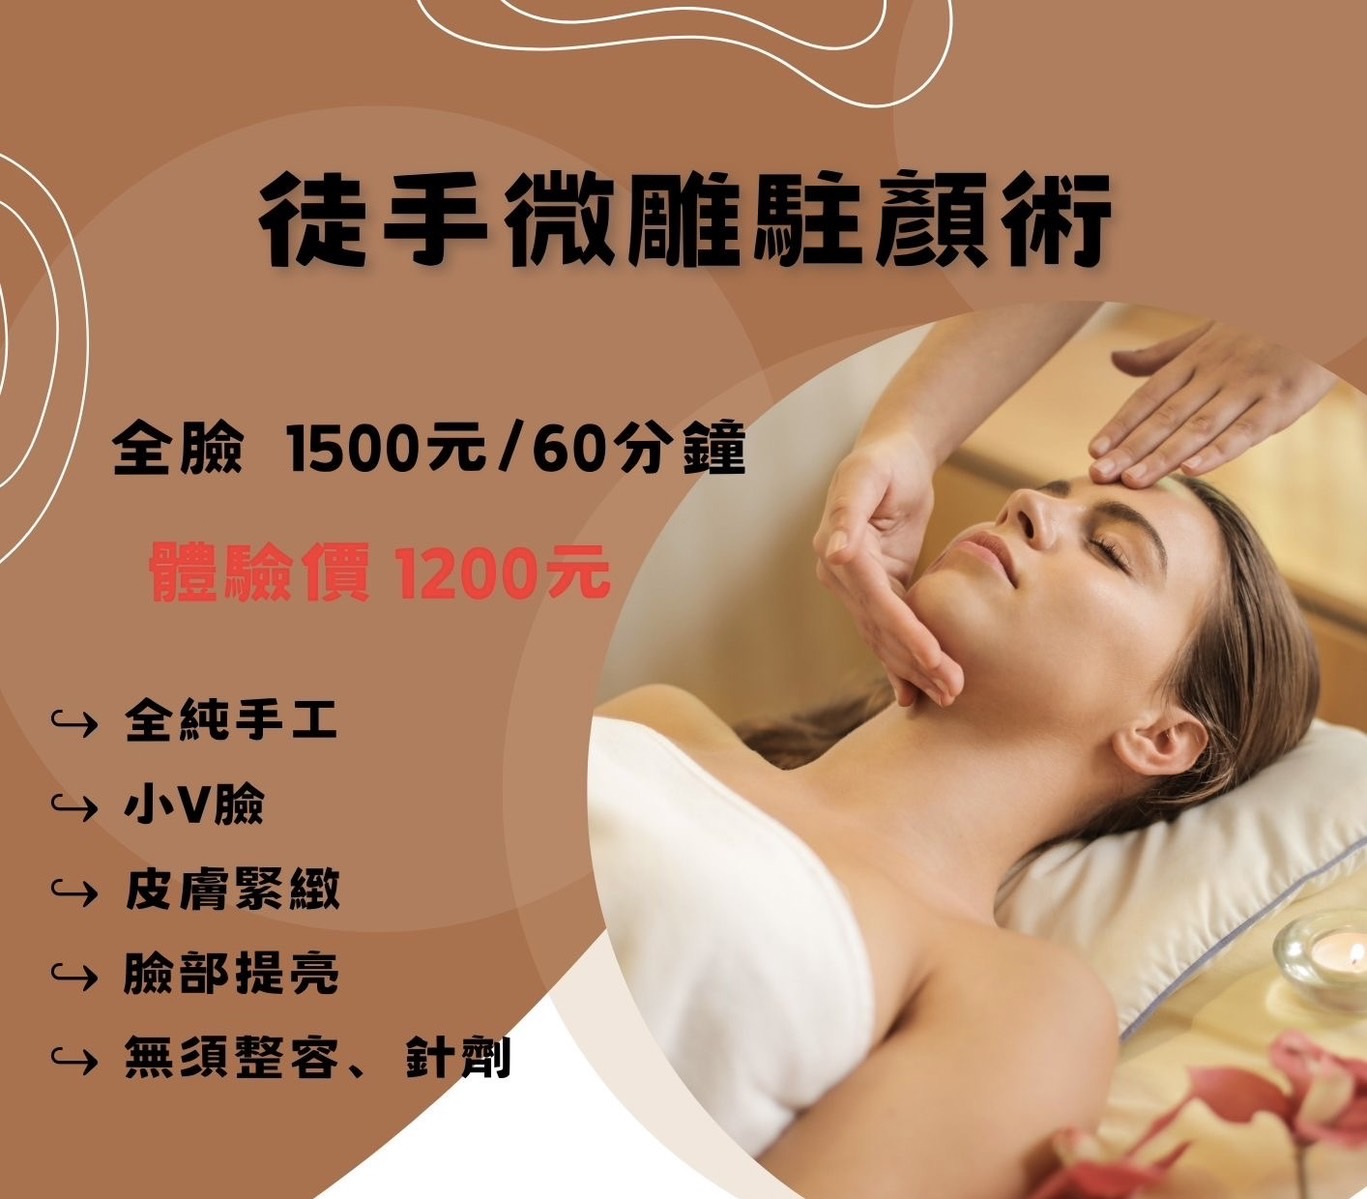 徒手微雕駐顏術
全臉 1500元/60分鐘
體驗價 1200元
↪ 全純手工
↪ 小V臉
↪ 皮膚緊緻
↪ 臉部提亮
↪ 無須整容、針劑